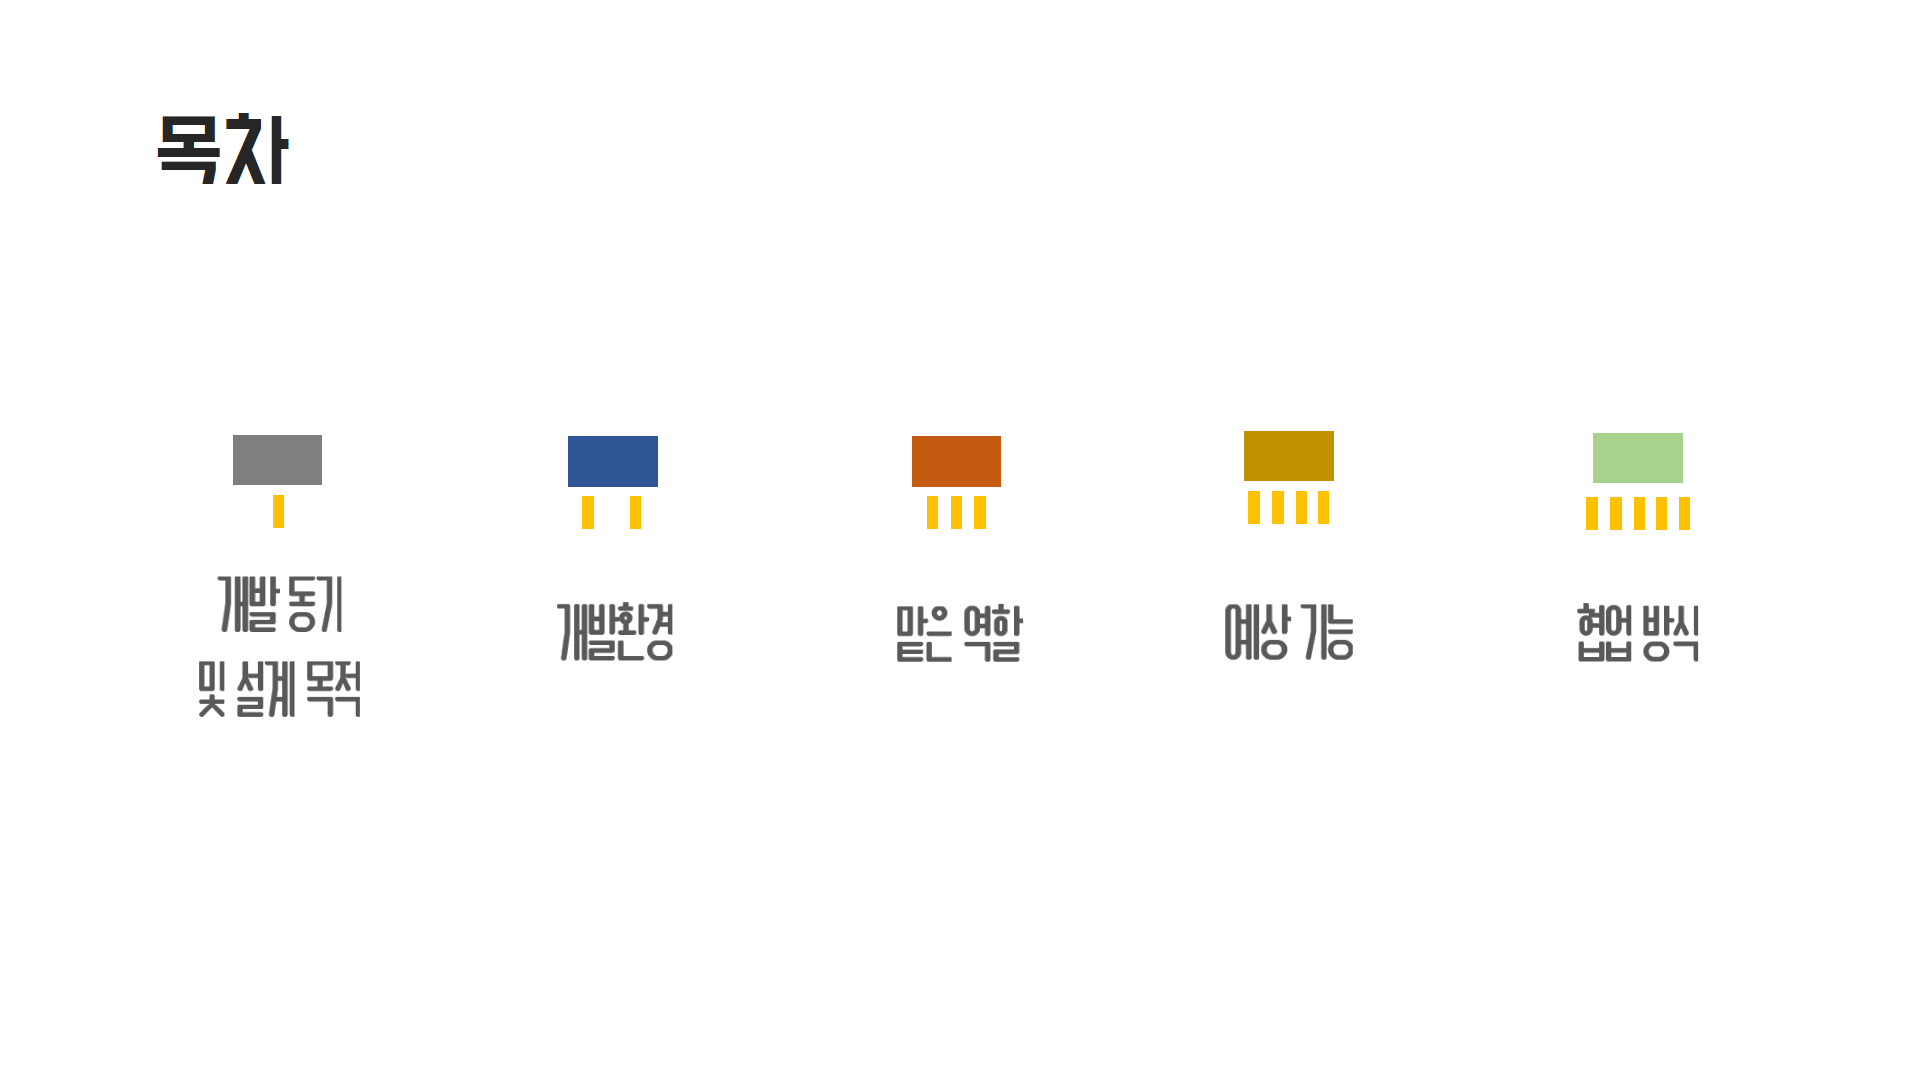 목차
개발 동기
및 설계 목적
개발환경
맡은 역할
예상 가능
협업 방식